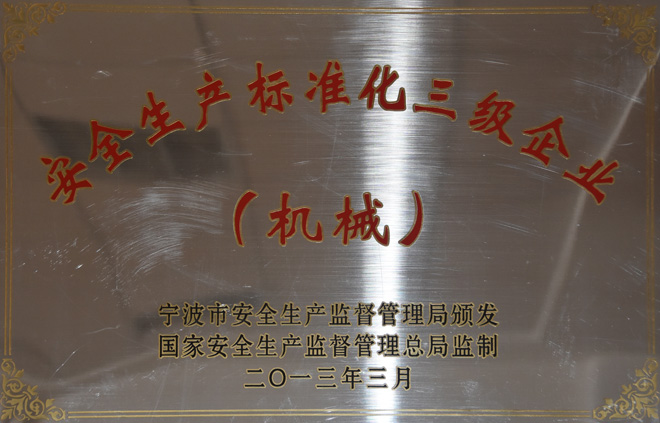 安全生产标准化三级企业
（机械）
宁波市安全生产监督管理局颁发
国家安全生产监督管理总局监制
二〇一三年三月